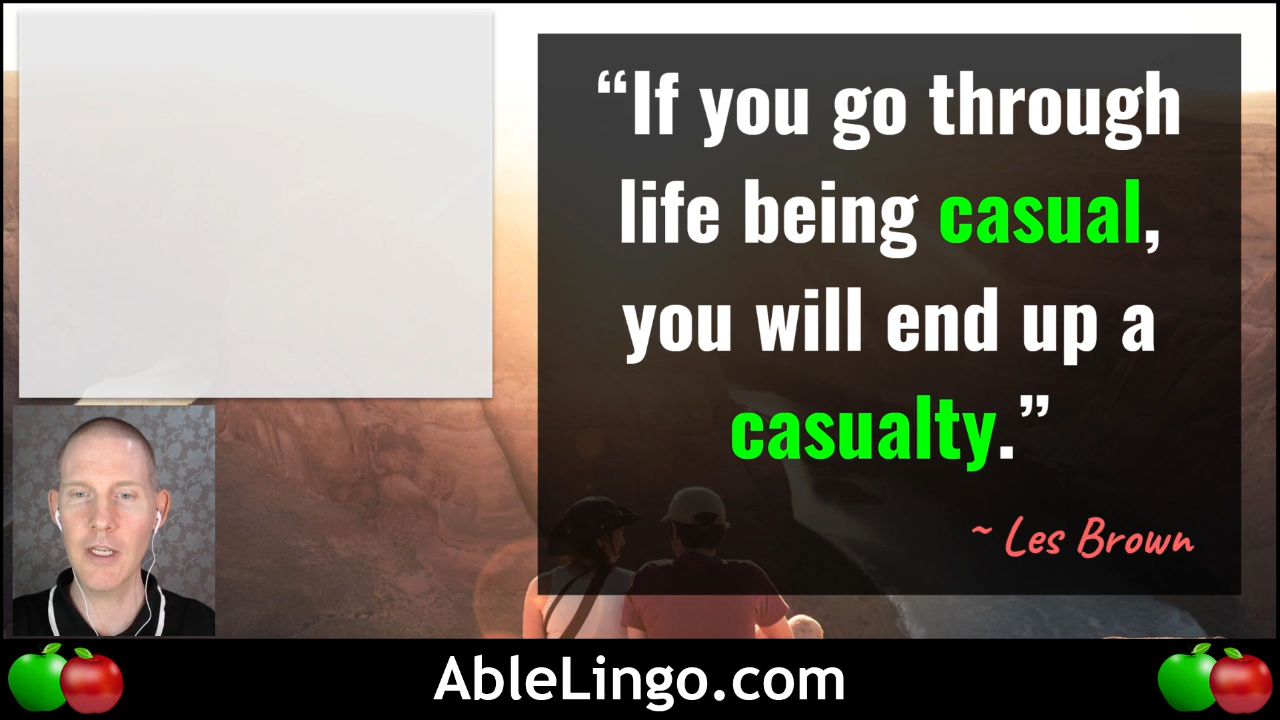 “If you go through
life being casual,
you will end up a
casualty.”
~ Les Brown
AbleLingo.com